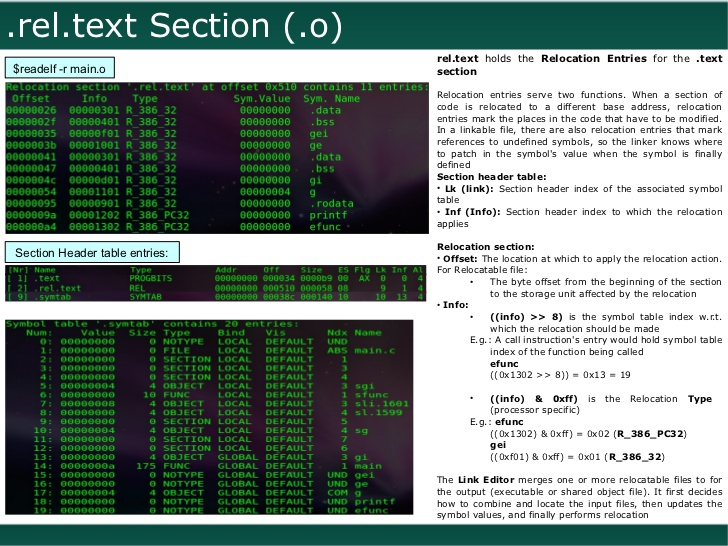 .rel.text Section (.o)
$readelf -r main.o
Relocation section '.rel.text' at offset 0x510 contains 11 entries:
Offset Info Type Sym.Value Sym. Name
00000026 00000301 R_386_32 00000000 .data
0000002f 00000401 R_386_32 00000000 .bss
00000035 00000f01 R_386_32 00000000 gei
0000003b 00001001 R_386_32 00000000 ge
00000041 00000301 R_386_32 00000000 .data
00000047 00000401 R_386_32 00000000 .bss
0000004c 00000d01 R_386_32 00000000 gi
00000054 00001101 R_386_32 00000004 g
00000095 00000901 R_386_32 00000000 .rodata
0000009a 00001202 R_386_PC32 00000000 printf
000000a4 00001302 R_386_PC32 00000000 efunc
Section Header table entries:
[Nr] Name Type Addr Off Size ES Flg Lk Inf Al
[ 1] .text PROGBITS 00000000 000034 0000b9 00 AX 0 0 4
[ 2] .rel.text REL 00000000 000510 000058 08 9 1 4
[ 9] .symtab SYMTAB 00000000 00038c 000140 10 10 13 4
Symbol table '.symtab' contains 20 entries:
Num: Value Size Type Bind Vis Ndx Name
0: 00000000 0 NOTYPE LOCAL DEFAULT UND
1: 00000000 0 FILE LOCAL DEFAULT ABS main.c
2: 00000000 0 SECTION LOCAL DEFAULT 1
3: 00000000 0 SECTION LOCAL DEFAULT 3
4: 00000000 0 SECTION LOCAL DEFAULT 4
5: 00000004 4 OBJECT LOCAL DEFAULT 3 sgi
6: 00000000 10 FUNC LOCAL DEFAULT 1 sfunc
7: 00000008 4 OBJECT LOCAL DEFAULT 3 sli.1601
8: 00000000 4 OBJECT LOCAL DEFAULT 4 sl.1599
9: 00000000 0 SECTION LOCAL DEFAULT 5
10: 00000004 4 OBJECT LOCAL DEFAULT 4 sg
11: 00000000 0 SECTION LOCAL DEFAULT 7
12: 00000000 0 SECTION LOCAL DEFAULT 6
13: 00000000 4 OBJECT GLOBAL DEFAULT 3 gi
14: 0000000a 175 FUNC GLOBAL DEFAULT 1 main
15: 00000000 0 NOTYPE GLOBAL DEFAULT UND gei
16: 00000000 0 NOTYPE GLOBAL DEFAULT UND ge
17: 00000004 4 OBJECT GLOBAL DEFAULT COM g
18: 00000000 0 NOTYPE GLOBAL DEFAULT UND printf
19: 00000000 0 NOTYPE GLOBAL DEFAULT UND efunc
rel.text holds the Relocation Entries for the .text
section
Relocation entries serve two functions. When a section of
code is relocated to a different base address, relocation
entries mark the places in the code that have to be modified.
In a linkable file, there are also relocation entries that mark
references to undefined symbols, so the linker knows where
to patch in the symbol's value when the symbol is finally
defined
Section header table:
• Lk (link): Section header index of the associated symbol
table
• Inf (Info): Section header index to which the relocation
applies
Relocation section:
• Offset: The location at which to apply the relocation action.
For Relocatable file:
• The byte offset from the beginning of the section
to the storage unit affected by the relocation
• Info:
• ((info) >> 8) is the symbol table index w.r.t.
which the relocation should be made
E.g.: A call instruction's entry would hold symbol table
index of the function being called
efunc
((0x1302 >> 8)) = 0x13 = 19
• ((info) & 0xff) is the Relocation Type
(processor specific)
E.g.: efunc
((0x1302) & 0xff) = 0x02 (R_386_PC32)
gei
((0xf01) & 0xff) = 0x01 (R_386_32)
The Link Editor merges one or more relocatable files to for
the output (executable or shared object file). It first decides
how to combine and locate the input files, then updates the
symbol values, and finally performs relocation